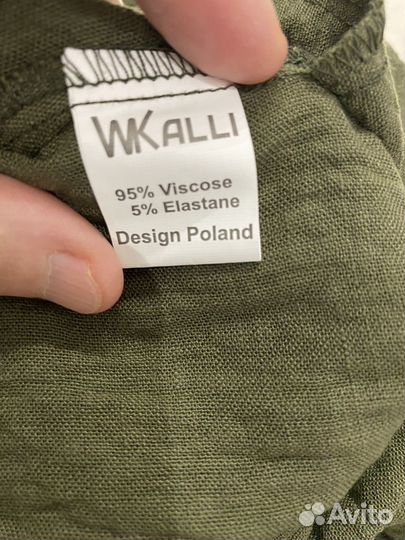 WKALLI
95% Viscose
5% Elastane
Design Poland
Avito